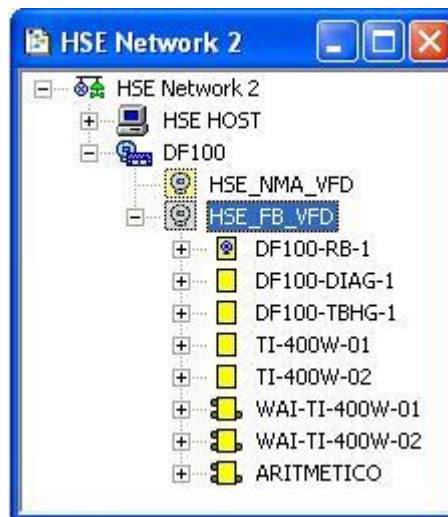 HSE Network 2
HSE Network 2
HSE HOST
DF100
HSE_NMA_VFD
HSE_FB_VFD
DF100-RB-1
DF100-DIAG-1
DF100-TBHG-1
TI-400W-01
TI-400W-02
WAI-TI-400W-01
WAI-TI-400W-02
ARITMETICO